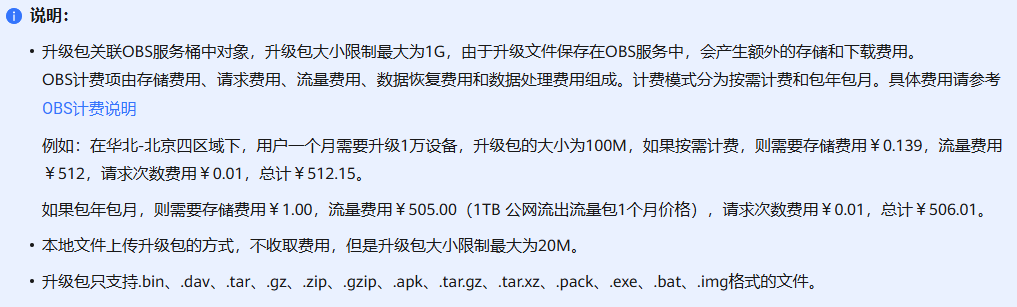 说明：
• 升级包关联OBS服务桶中对象，升级包大小限制最大为1G，由于升级文件保存在OBS服务中，会产生额外的存储和下载费用。
OBS计费项由存储费用、请求费用、流量费用、数据恢复费用和数据处理费用组成。计费模式分为按需计费和包年包月。具体费用请参考
OBS计费说明
例如：在华北-北京四区域下，用户一个月需要升级1万设备，升级包的大小为100M，如果按需计费，则需要存储费用￥0.139，流量费用
￥512，请求次数费用￥0.01，总计￥512.15。
如果包年包月，则需要存储费用￥1.00，流量费用￥505.00（1TB 公网流出流量包1个月价格），请求次数费用￥0.01，总计￥506.01。
• 本地文件上传升级包的方式，不收取费用，但是升级包大小限制最大为20M。
• 升级包只支持.bin、.dav、.tar、.gz、.zip、.gzip、.apk、.tar.gz、.tar.xz、.pack、.exe、.bat、.img格式的文件。